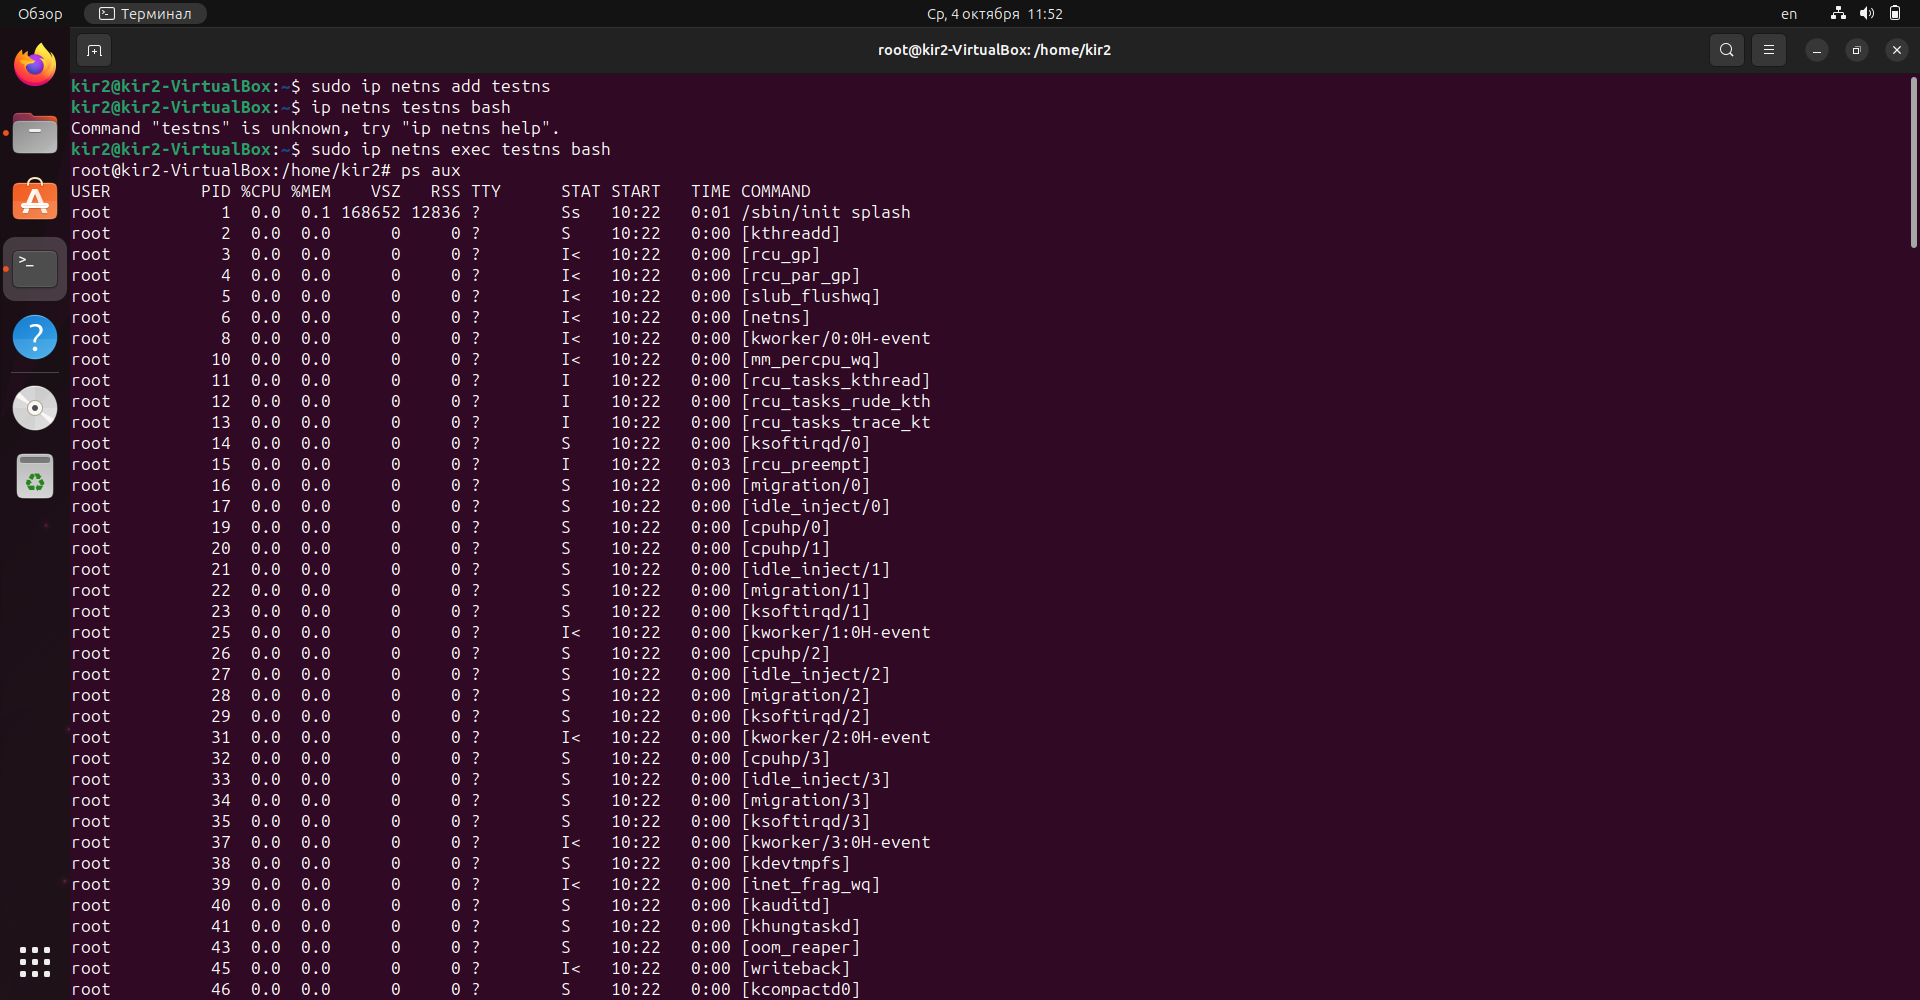 Обзор Терминал Ср, 4 октября 11:52 en
root@kir2-VirtualBox: /home/kir2
kir2@kir2-VirtualBox:~$ sudo ip netns add testns
kir2@kir2-VirtualBox:~$ ip netns testns bash
Command "testns" is unknown, try "ip netns help".
kir2@kir2-VirtualBox:~$ sudo ip netns exec testns bash
root@kir2-VirtualBox:/home/kir2# ps aux
USER         PID %CPU %MEM    VSZ   RSS TTY      STAT START   TIME COMMAND
root           1  0.0  0.1 168652 12836 ?        Ss   10:22   0:01 /sbin/init splash
root           2  0.0  0.0      0     0 ?        S    10:22   0:00 [kthreadd]
root           3  0.0  0.0      0     0 ?        I<   10:22   0:00 [rcu_gp]
root           4  0.0  0.0      0     0 ?        I<   10:22   0:00 [rcu_par_gp]
root           5  0.0  0.0      0     0 ?        I<   10:22   0:00 [slub_flushwq]
root           6  0.0  0.0      0     0 ?        I<   10:22   0:00 [netns]
root           8  0.0  0.0      0     0 ?        I<   10:22   0:00 [kworker/0:0H-event
root          10  0.0  0.0      0     0 ?        I<   10:22   0:00 [mm_percpu_wq]
root          11  0.0  0.0      0     0 ?        I    10:22   0:00 [rcu_tasks_kthread]
root          12  0.0  0.0      0     0 ?        I    10:22   0:00 [rcu_tasks_rude_kth
root          13  0.0  0.0      0     0 ?        I    10:22   0:00 [rcu_tasks_trace_kt
root          14  0.0  0.0      0     0 ?        S    10:22   0:00 [ksoftirqd/0]
root          15  0.0  0.0      0     0 ?        I    10:22   0:03 [rcu_preempt]
root          16  0.0  0.0      0     0 ?        S    10:22   0:00 [migration/0]
root          17  0.0  0.0      0     0 ?        S    10:22   0:00 [idle_inject/0]
root          19  0.0  0.0      0     0 ?        S    10:22   0:00 [cpuhp/0]
root          20  0.0  0.0      0     0 ?        S    10:22   0:00 [cpuhp/1]
root          21  0.0  0.0      0     0 ?        S    10:22   0:00 [idle_inject/1]
root          22  0.0  0.0      0     0 ?        S    10:22   0:00 [migration/1]
root          23  0.0  0.0      0     0 ?        S    10:22   0:00 [ksoftirqd/1]
root          25  0.0  0.0      0     0 ?        I<   10:22   0:00 [kworker/1:0H-event
root          26  0.0  0.0      0     0 ?        S    10:22   0:00 [cpuhp/2]
root          27  0.0  0.0      0     0 ?        S    10:22   0:00 [idle_inject/2]
root          28  0.0  0.0      0     0 ?        S    10:22   0:00 [migration/2]
root          29  0.0  0.0      0     0 ?        S    10:22   0:00 [ksoftirqd/2]
root          31  0.0  0.0      0     0 ?        I<   10:22   0:00 [kworker/2:0H-event
root          32  0.0  0.0      0     0 ?        S    10:22   0:00 [cpuhp/3]
root          33  0.0  0.0      0     0 ?        S    10:22   0:00 [idle_inject/3]
root          34  0.0  0.0      0     0 ?        S    10:22   0:00 [migration/3]
root          35  0.0  0.0      0     0 ?        S    10:22   0:00 [ksoftirqd/3]
root          37  0.0  0.0      0     0 ?        I<   10:22   0:00 [kworker/3:0H-event
root          38  0.0  0.0      0     0 ?        S    10:22   0:00 [kdevtmpfs]
root          39  0.0  0.0      0     0 ?        I<   10:22   0:00 [inet_frag_wq]
root          40  0.0  0.0      0     0 ?        S    10:22   0:00 [kauditd]
root          41  0.0  0.0      0     0 ?        S    10:22   0:00 [khungtaskd]
root          43  0.0  0.0      0     0 ?        S    10:22   0:00 [oom_reaper]
root          45  0.0  0.0      0     0 ?        I<   10:22   0:00 [writeback]
root          46  0.0  0.0      0     0 ?        S    10:22   0:00 [kcompactd0]